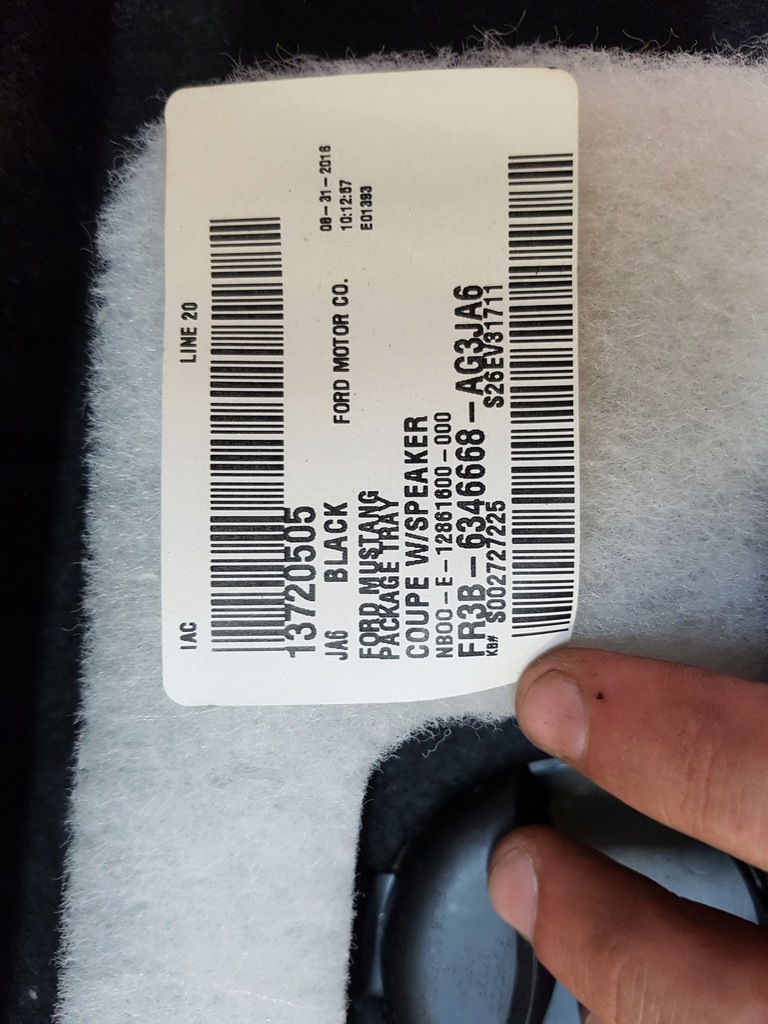 IAC LINE 20
13720505
JA6 BLACK FORD MOTOR CO. 08-31-2016
10:12:57
E01393
FORD MUSTANG
PACKAGE TRAY
COUPE W/SPEAKER
NB00-E-12861600-000
FR3B-6346668-AG3JA6
KB# S002727225 S26EV31711